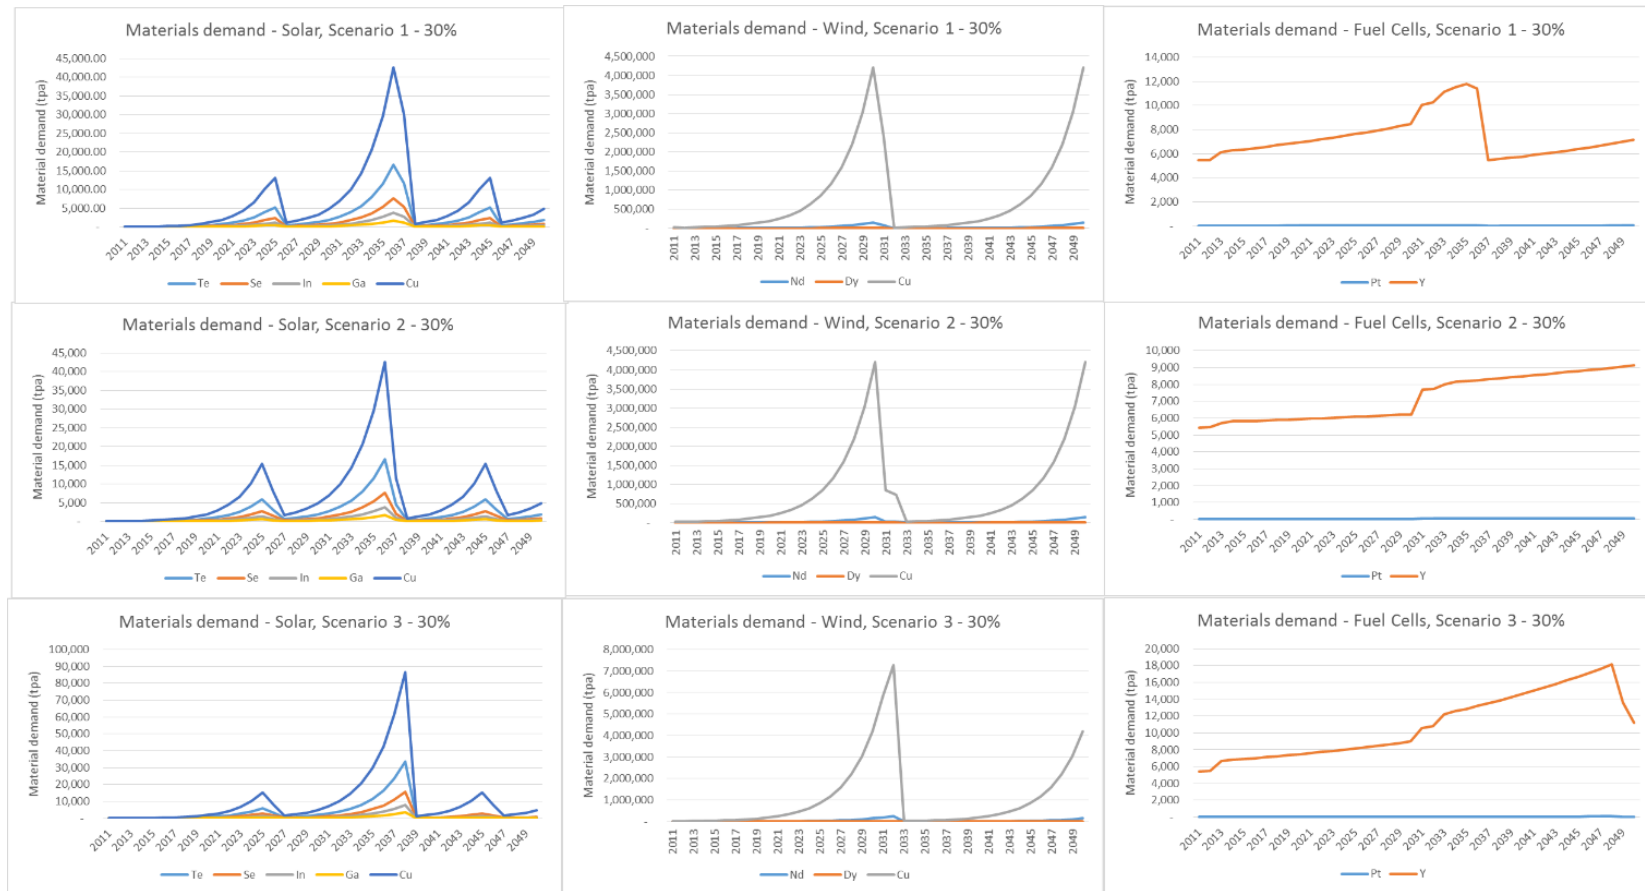 Materials demand - Solar, Scenario 1 - 30%
Material demand (tpa)
45,000.00
40,000.00
35,000.00
30,000.00
25,000.00
20,000.00
15,000.00
10,000.00
5,000.00
-
2011 2013 2015 2017 2019 2021 2023 2025 2027 2029 2031 2033 2035 2037 2039 2041 2043 2045 2047 2049
Te Se In Ga Cu
Materials demand - Wind, Scenario 1 - 30%
Material demand (tpa)
4,500,000
4,000,000
3,500,000
3,000,000
2,500,000
2,000,000
1,500,000
1,000,000
500,000
-
2011 2013 2015 2017 2019 2021 2023 2025 2027 2029 2031 2033 2035 2037 2039 2041 2043 2045 2047 2049
Nd Dy Cu
Materials demand - Fuel Cells, Scenario 1 - 30%
Material demand (tpa)
14,000
12,000
10,000
8,000
6,000
4,000
2,000
-
2011 2013 2015 2017 2019 2021 2023 2025 2027 2029 2031 2033 2035 2037 2039 2041 2043 2045 2047 2049
Pt Y
Materials demand - Solar, Scenario 2 - 30%
Material demand (tpa)
45,000
40,000
35,000
30,000
25,000
20,000
15,000
10,000
5,000
-
2011 2013 2015 2017 2019 2021 2023 2025 2027 2029 2031 2033 2035 2037 2039 2041 2043 2045 2047 2049
Te Se In Ga Cu
Materials demand - Wind, Scenario 2 - 30%
Material demand (tpa)
4,500,000
4,000,000
3,500,000
3,000,000
2,500,000
2,000,000
1,500,000
1,000,000
500,000
-
2011 2013 2015 2017 2019 2021 2023 2025 2027 2029 2031 2033 2035 2037 2039 2041 2043 2045 2047 2049
Nd Dy Cu
Materials demand - Fuel Cells, Scenario 2 - 30%
Material demand (tpa)
10,000
9,000
8,000
7,000
6,000
5,000
4,000
3,000
2,000
1,000
-
2011 2013 2015 2017 2019 2021 2023 2025 2027 2029 2031 2033 2035 2037 2039 2041 2043 2045 2047 2049
Pt Y
Materials demand - Solar, Scenario 3 - 30%
Material demand (tpa)
100,000
90,000
80,000
70,000
60,000
50,000
40,000
30,000
20,000
10,000
-
2011 2013 2015 2017 2019 2021 2023 2025 2027 2029 2031 2033 2035 2037 2039 2041 2043 2045 2047 2049
Te Se In Ga Cu
Materials demand - Wind, Scenario 3 - 30%
Material demand (tpa)
8,000,000
7,000,000
6,000,000
5,000,000
4,000,000
3,000,000
2,000,000
1,000,000
-
2011 2013 2015 2017 2019 2021 2023 2025 2027 2029 2031 2033 2035 2037 2039 2041 2043 2045 2047 2049
Nd Dy Cu
Materials demand - Fuel Cells, Scenario 3 - 30%
Material demand (tpa)
20,000
18,000
16,000
14,000
12,000
10,000
8,000
6,000
4,000
2,000
-
2011 2013 2015 2017 2019 2021 2023 2025 2027 2029 2031 2033 2035 2037 2039 2041 2043 2045 2047 2049
Pt Y